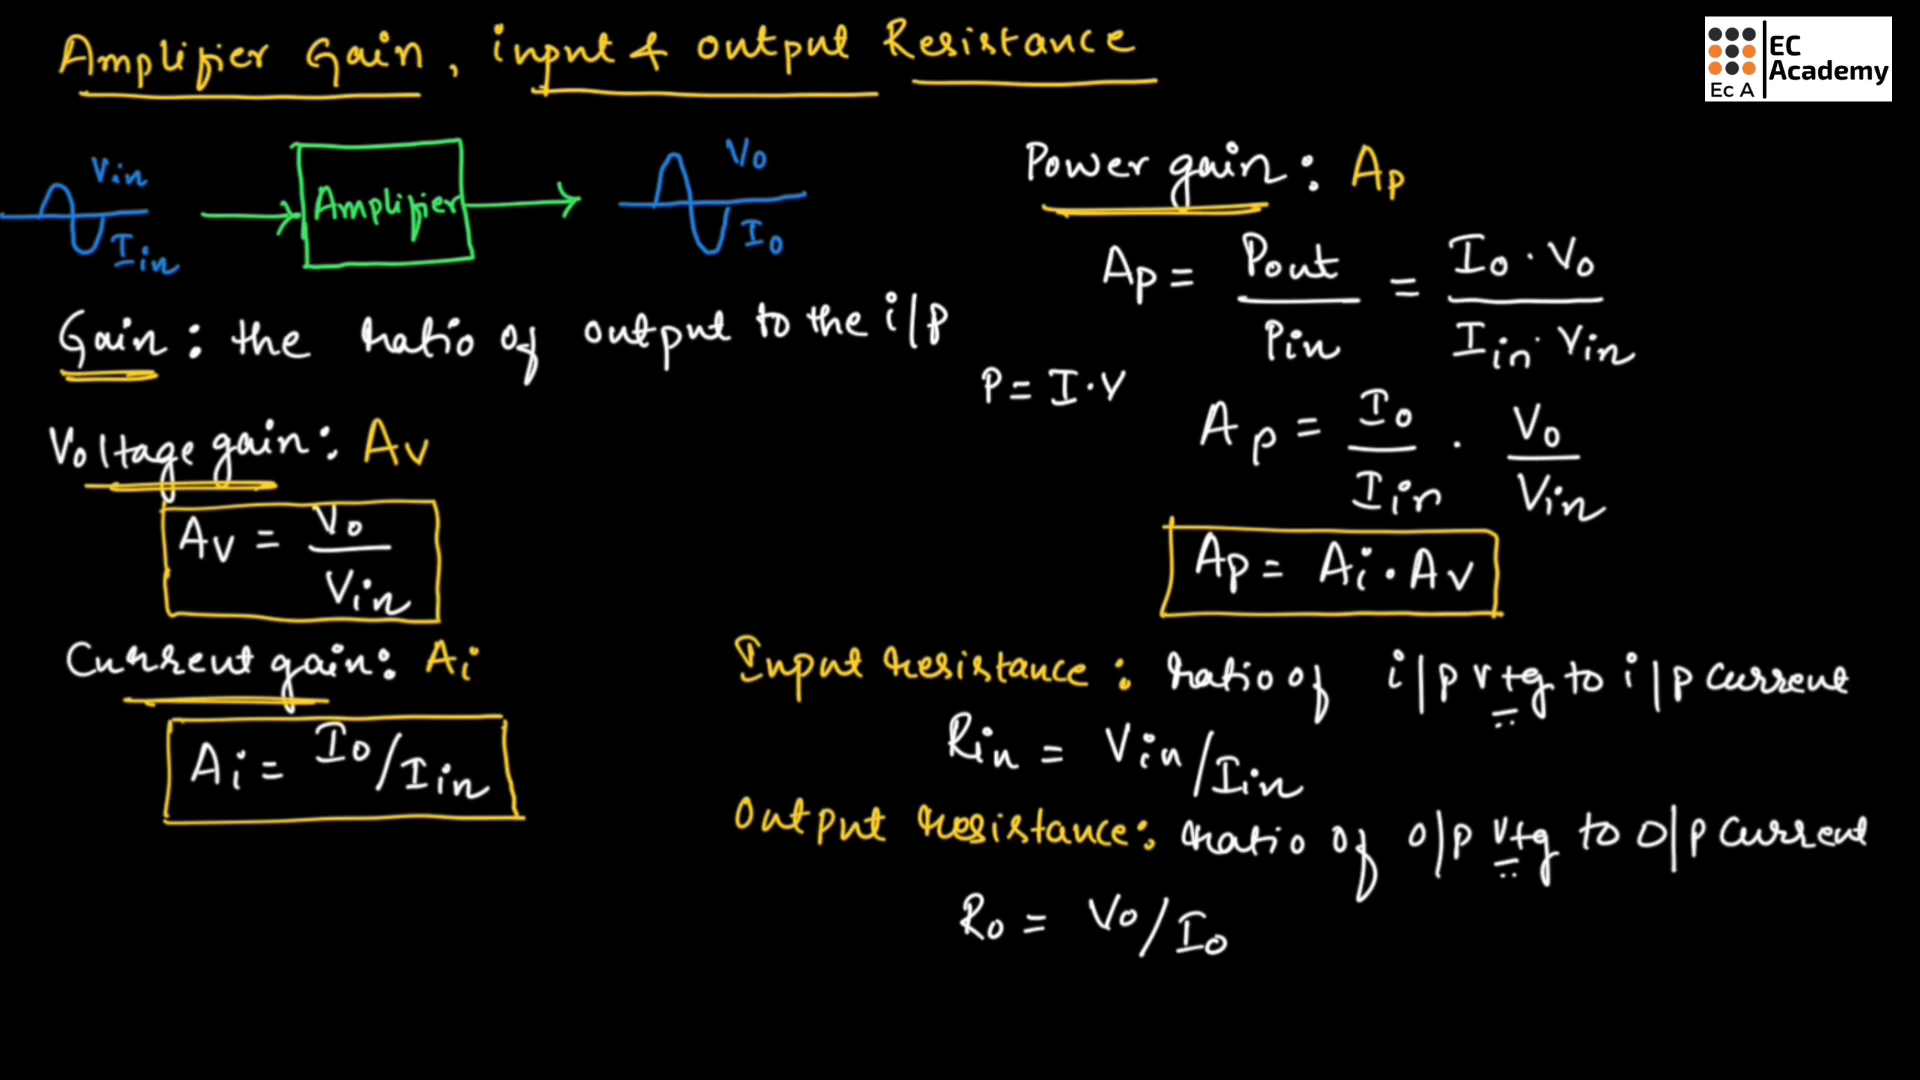 Amplifier Gain, input & output Resistance
EC
Academy
Ec A
Vin
Iin
Amplifier
Vo
Io
Gain: the ratio of output to the i/p
Voltage gain: Av
Av = Vo / Vin
Current gain: Ai
Ai = Io/Iin
Power gain: Ap
Ap = Pout / Pin = Io · Vo / Iin · Vin
P = I · V
Ap = Io / Iin · Vo / Vin
Ap = Ai · Av
Input resistance: ratio of i/p vtg to i/p current
Rin = Vin/Iin
Output resistance: ratio of o/p vtg to o/p current
Ro = Vo/Io